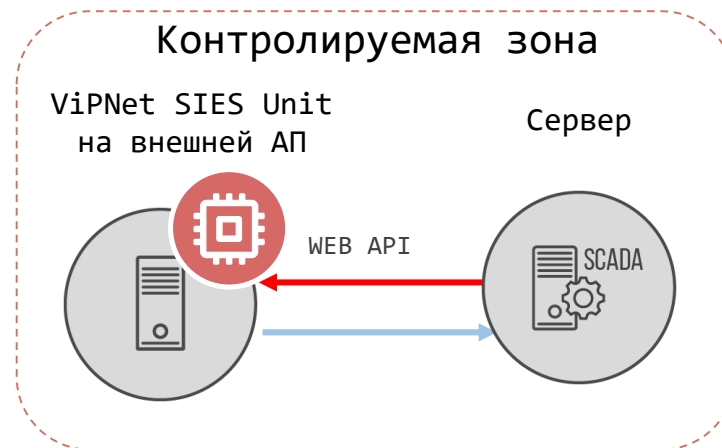 Контролируемая зона
ViPNet SIES Unit
на внешней АП
Сервер
WEB API
SCADA